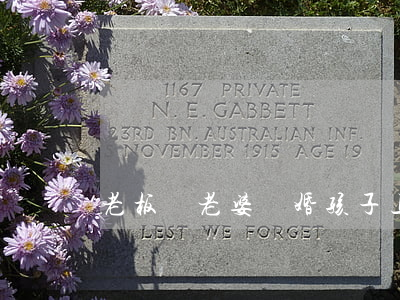 1167 PRIVATE
N. E. GABBETT
23RD BN. AUSTRALIAN INF.
NOVEMBER 1915 AGE 19
老板 老婆 婚孩子
LEST WE FORGET